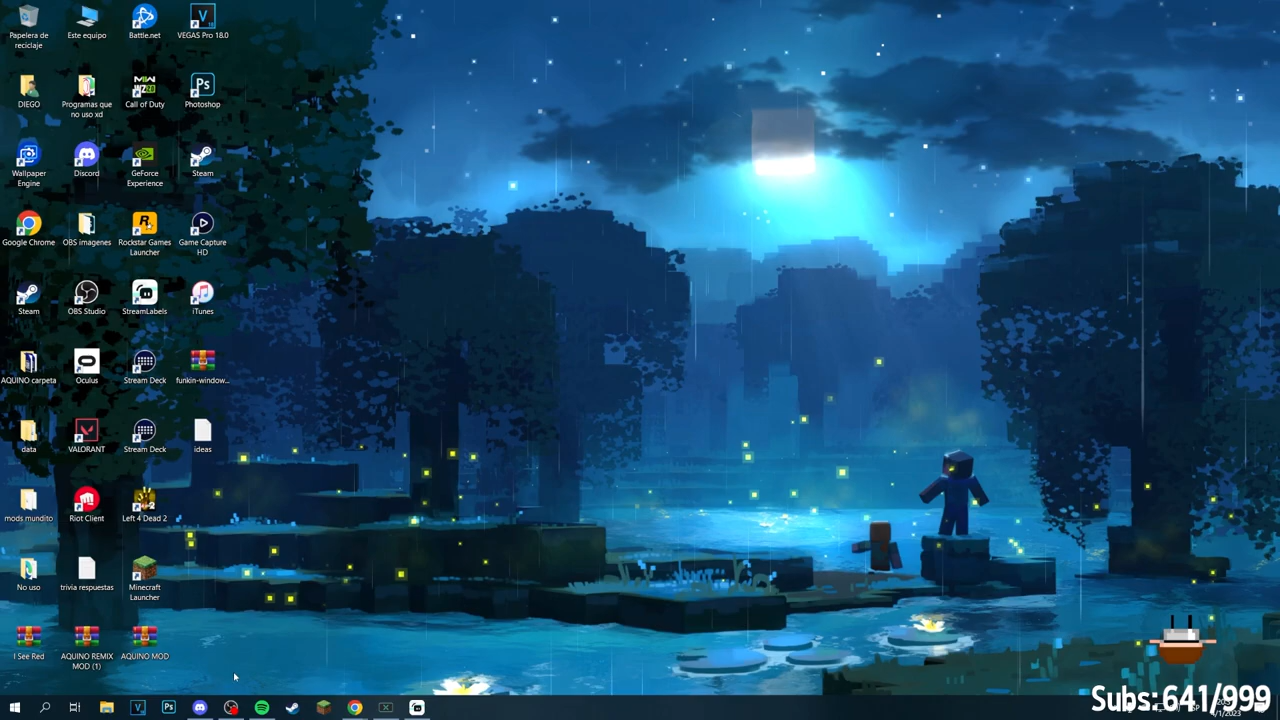 Papelera de
reciclaje
Este equipo
Battle.net
VEGAS Pro 18.0
DIEGO
Programas que
no uso xd
Call of Duty
Photoshop
Wallpaper
Engine
Discord
GeForce
Experience
Steam
Google Chrome
OBS imagenes
Rockstar Games
Launcher
Game Capture
HD
Steam
OBS Studio
StreamLabels
iTunes
AQUINO carpeta
Oculus
Stream Deck
funkin-window...
data
VALORANT
Stream Deck
ideas
mods mundito
Riot Client
Left 4 Dead 2
No uso
trivia respuestas
Minecraft
Launcher
I See Red
AQUINO REMIX
MOD (1)
AQUINO MOD
Subs:641/999